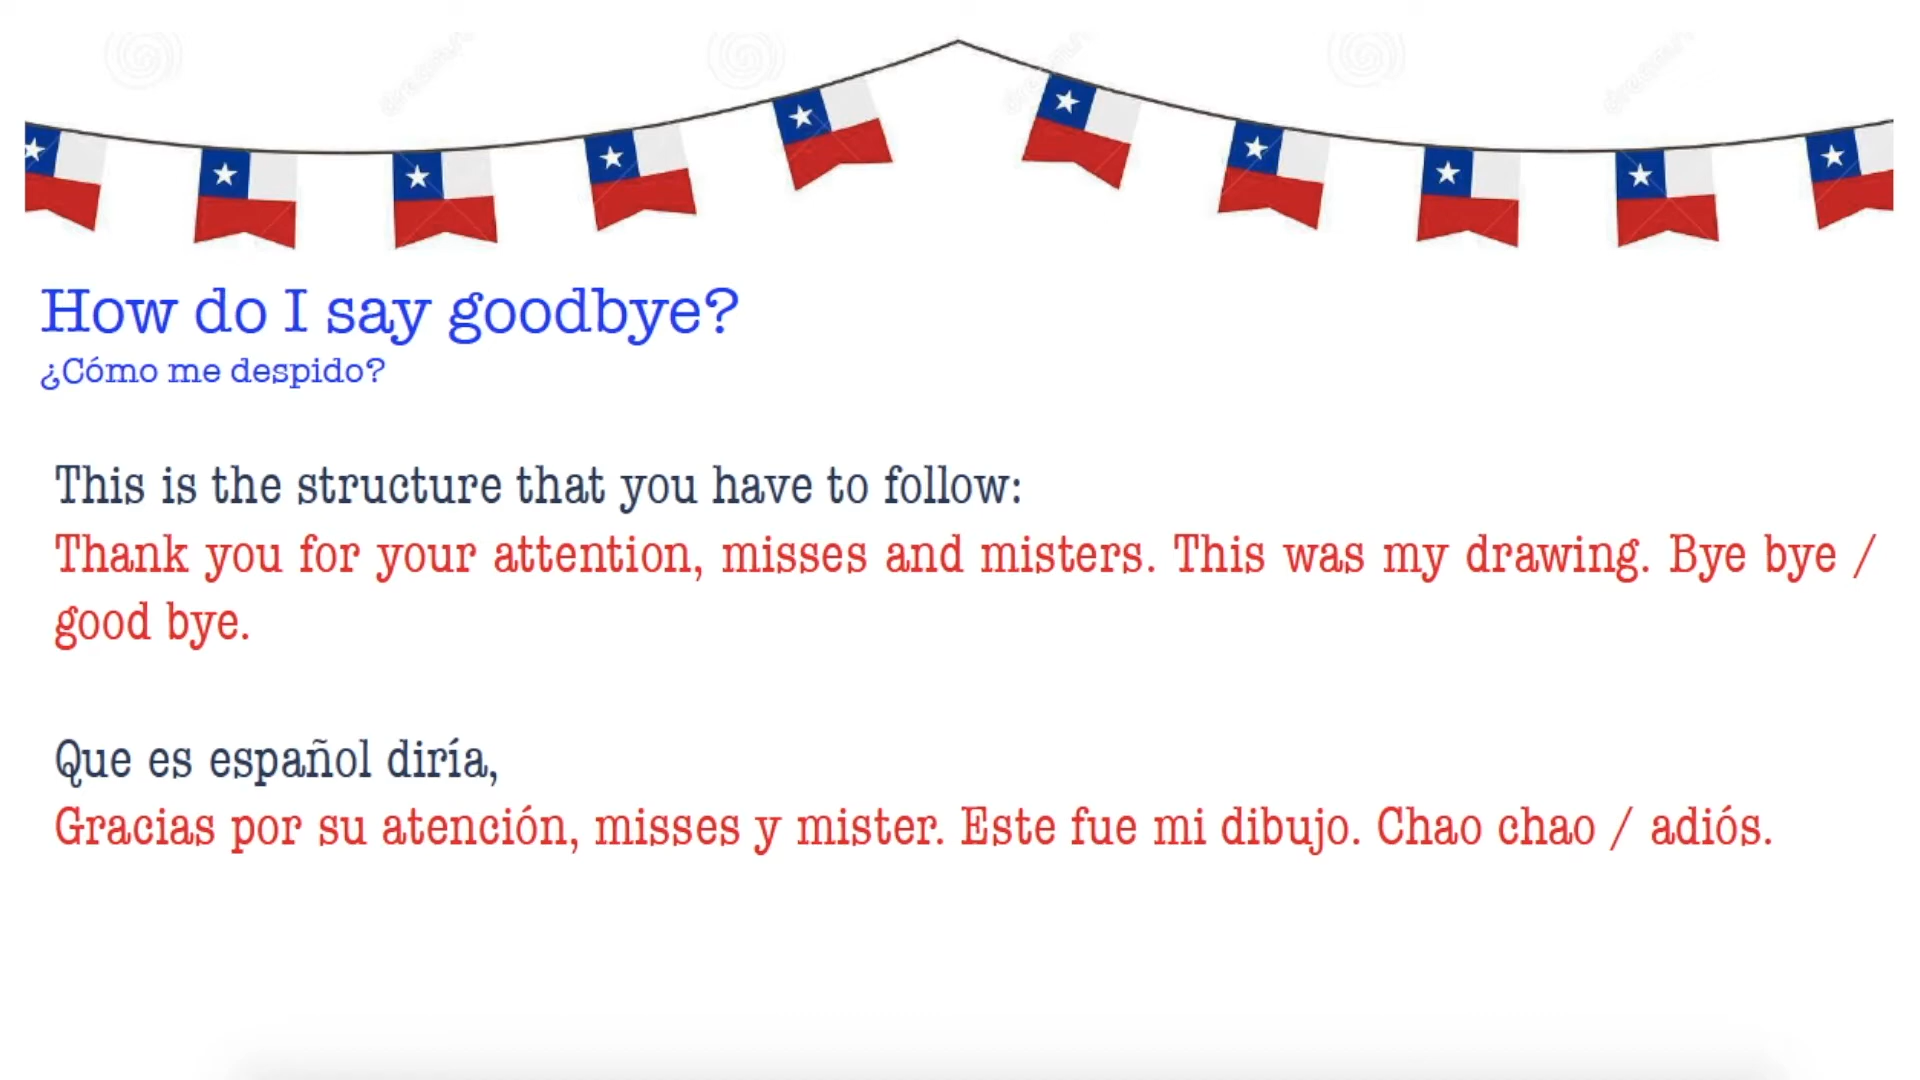 How do I say goodbye?
¿Cómo me despido?
This is the structure that you have to follow:
Thank you for your attention, misses and misters. This was my drawing. Bye bye /
good bye.
Que es español diría,
Gracias por su atención, misses y mister. Este fue mi dibujo. Chao chao / adiós.